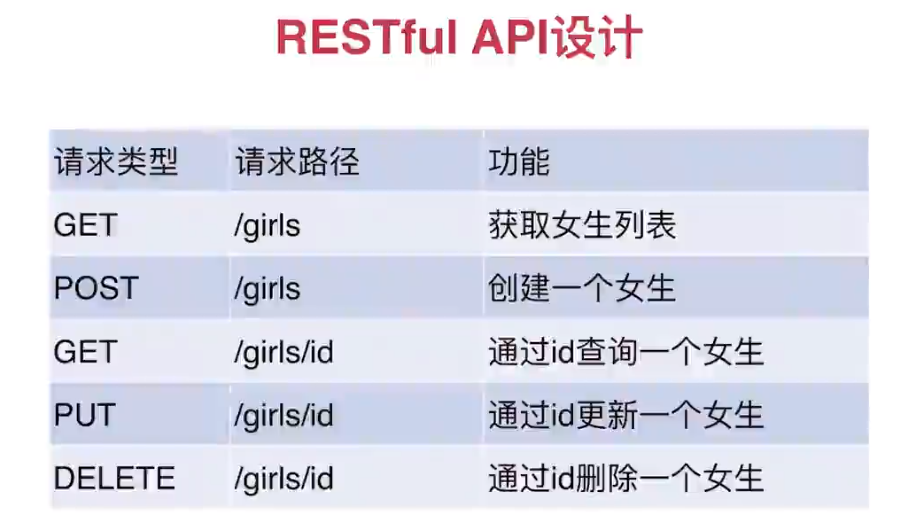 RESTful API设计
请求类型 请求路径 功能
GET /girls 获取女生列表
POST /girls 创建一个女生
GET /girls/id 通过id查询一个女生
PUT /girls/id 通过id更新一个女生
DELETE /girls/id 通过id删除一个女生